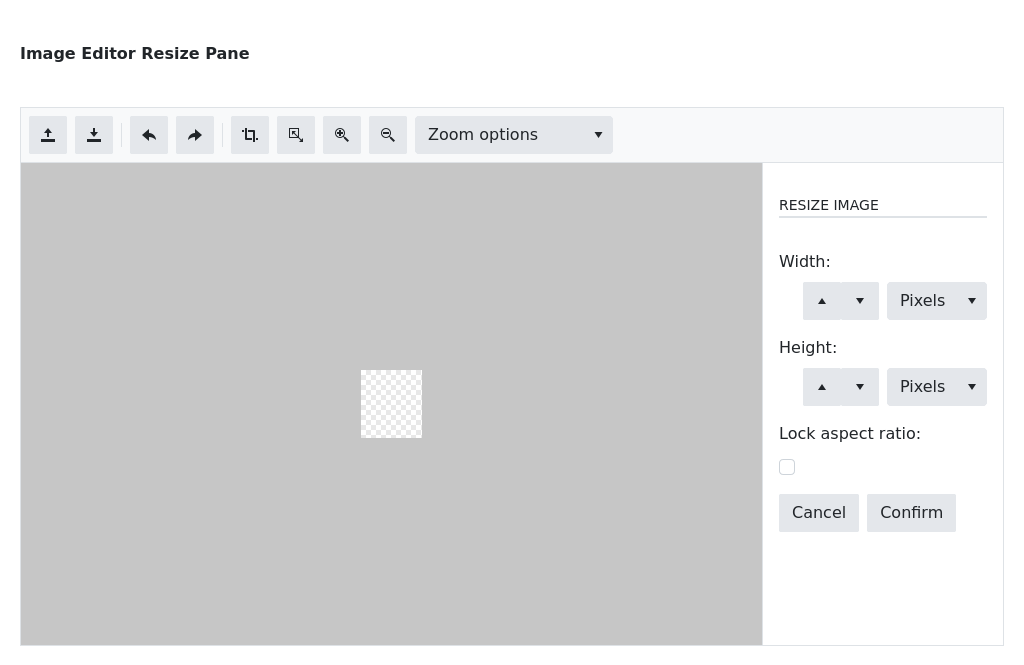 Image Editor Resize Pane
Zoom options
RESIZE IMAGE
Width:
Pixels
Height:
Pixels
Lock aspect ratio:
Cancel Confirm